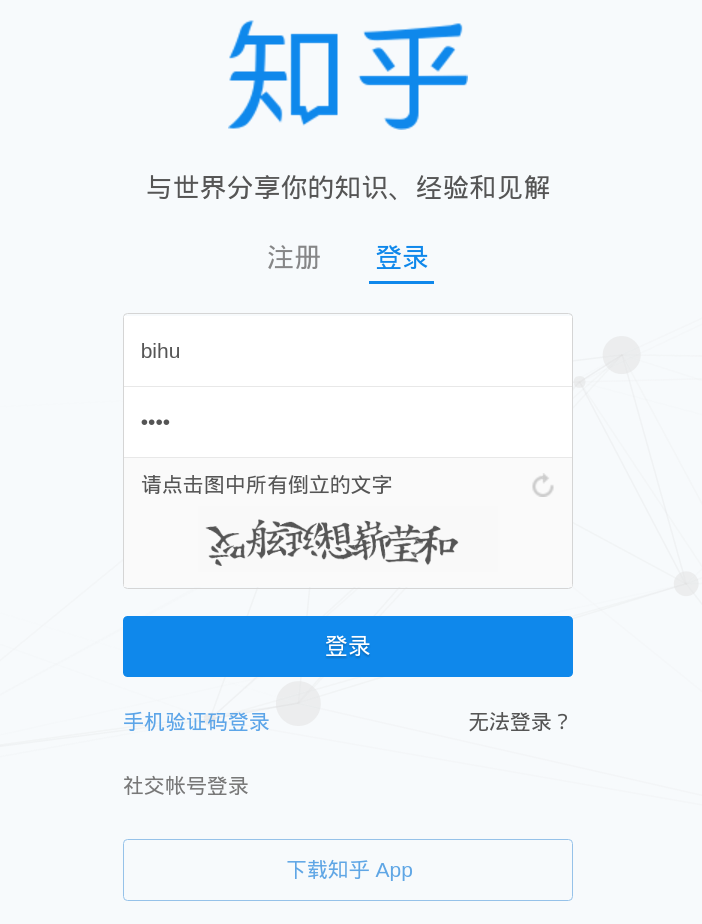 知乎
与世界分享你的知识、经验和见解
注册 登录
bihu
••••
请点击图中所有倒立的文字
登录
手机验证码登录 无法登录？
社交帐号登录
下载知乎 App